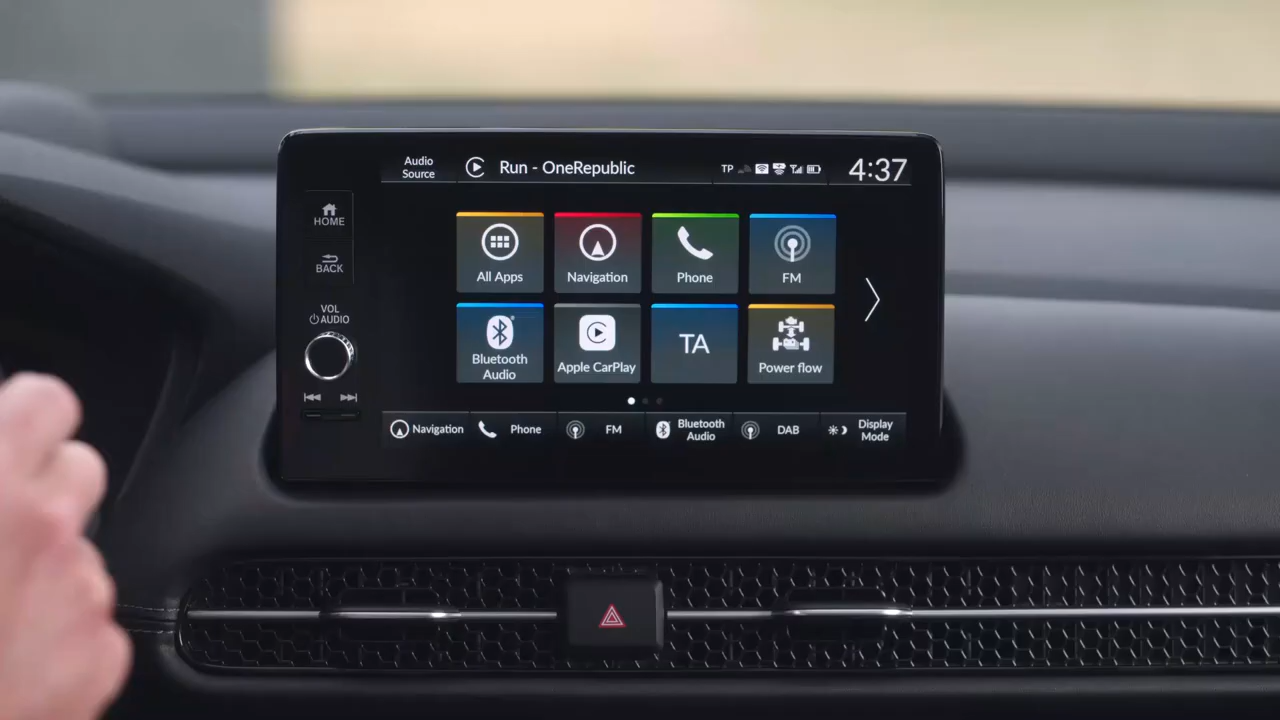 Audio
Source
Run - OneRepublic
TP
4:37
HOME
BACK
VOL
AUDIO
All Apps
Navigation
Phone
FM
Bluetooth
Audio
Apple CarPlay
TA
Power flow
Navigation
Phone
FM
Bluetooth
Audio
DAB
Display
Mode